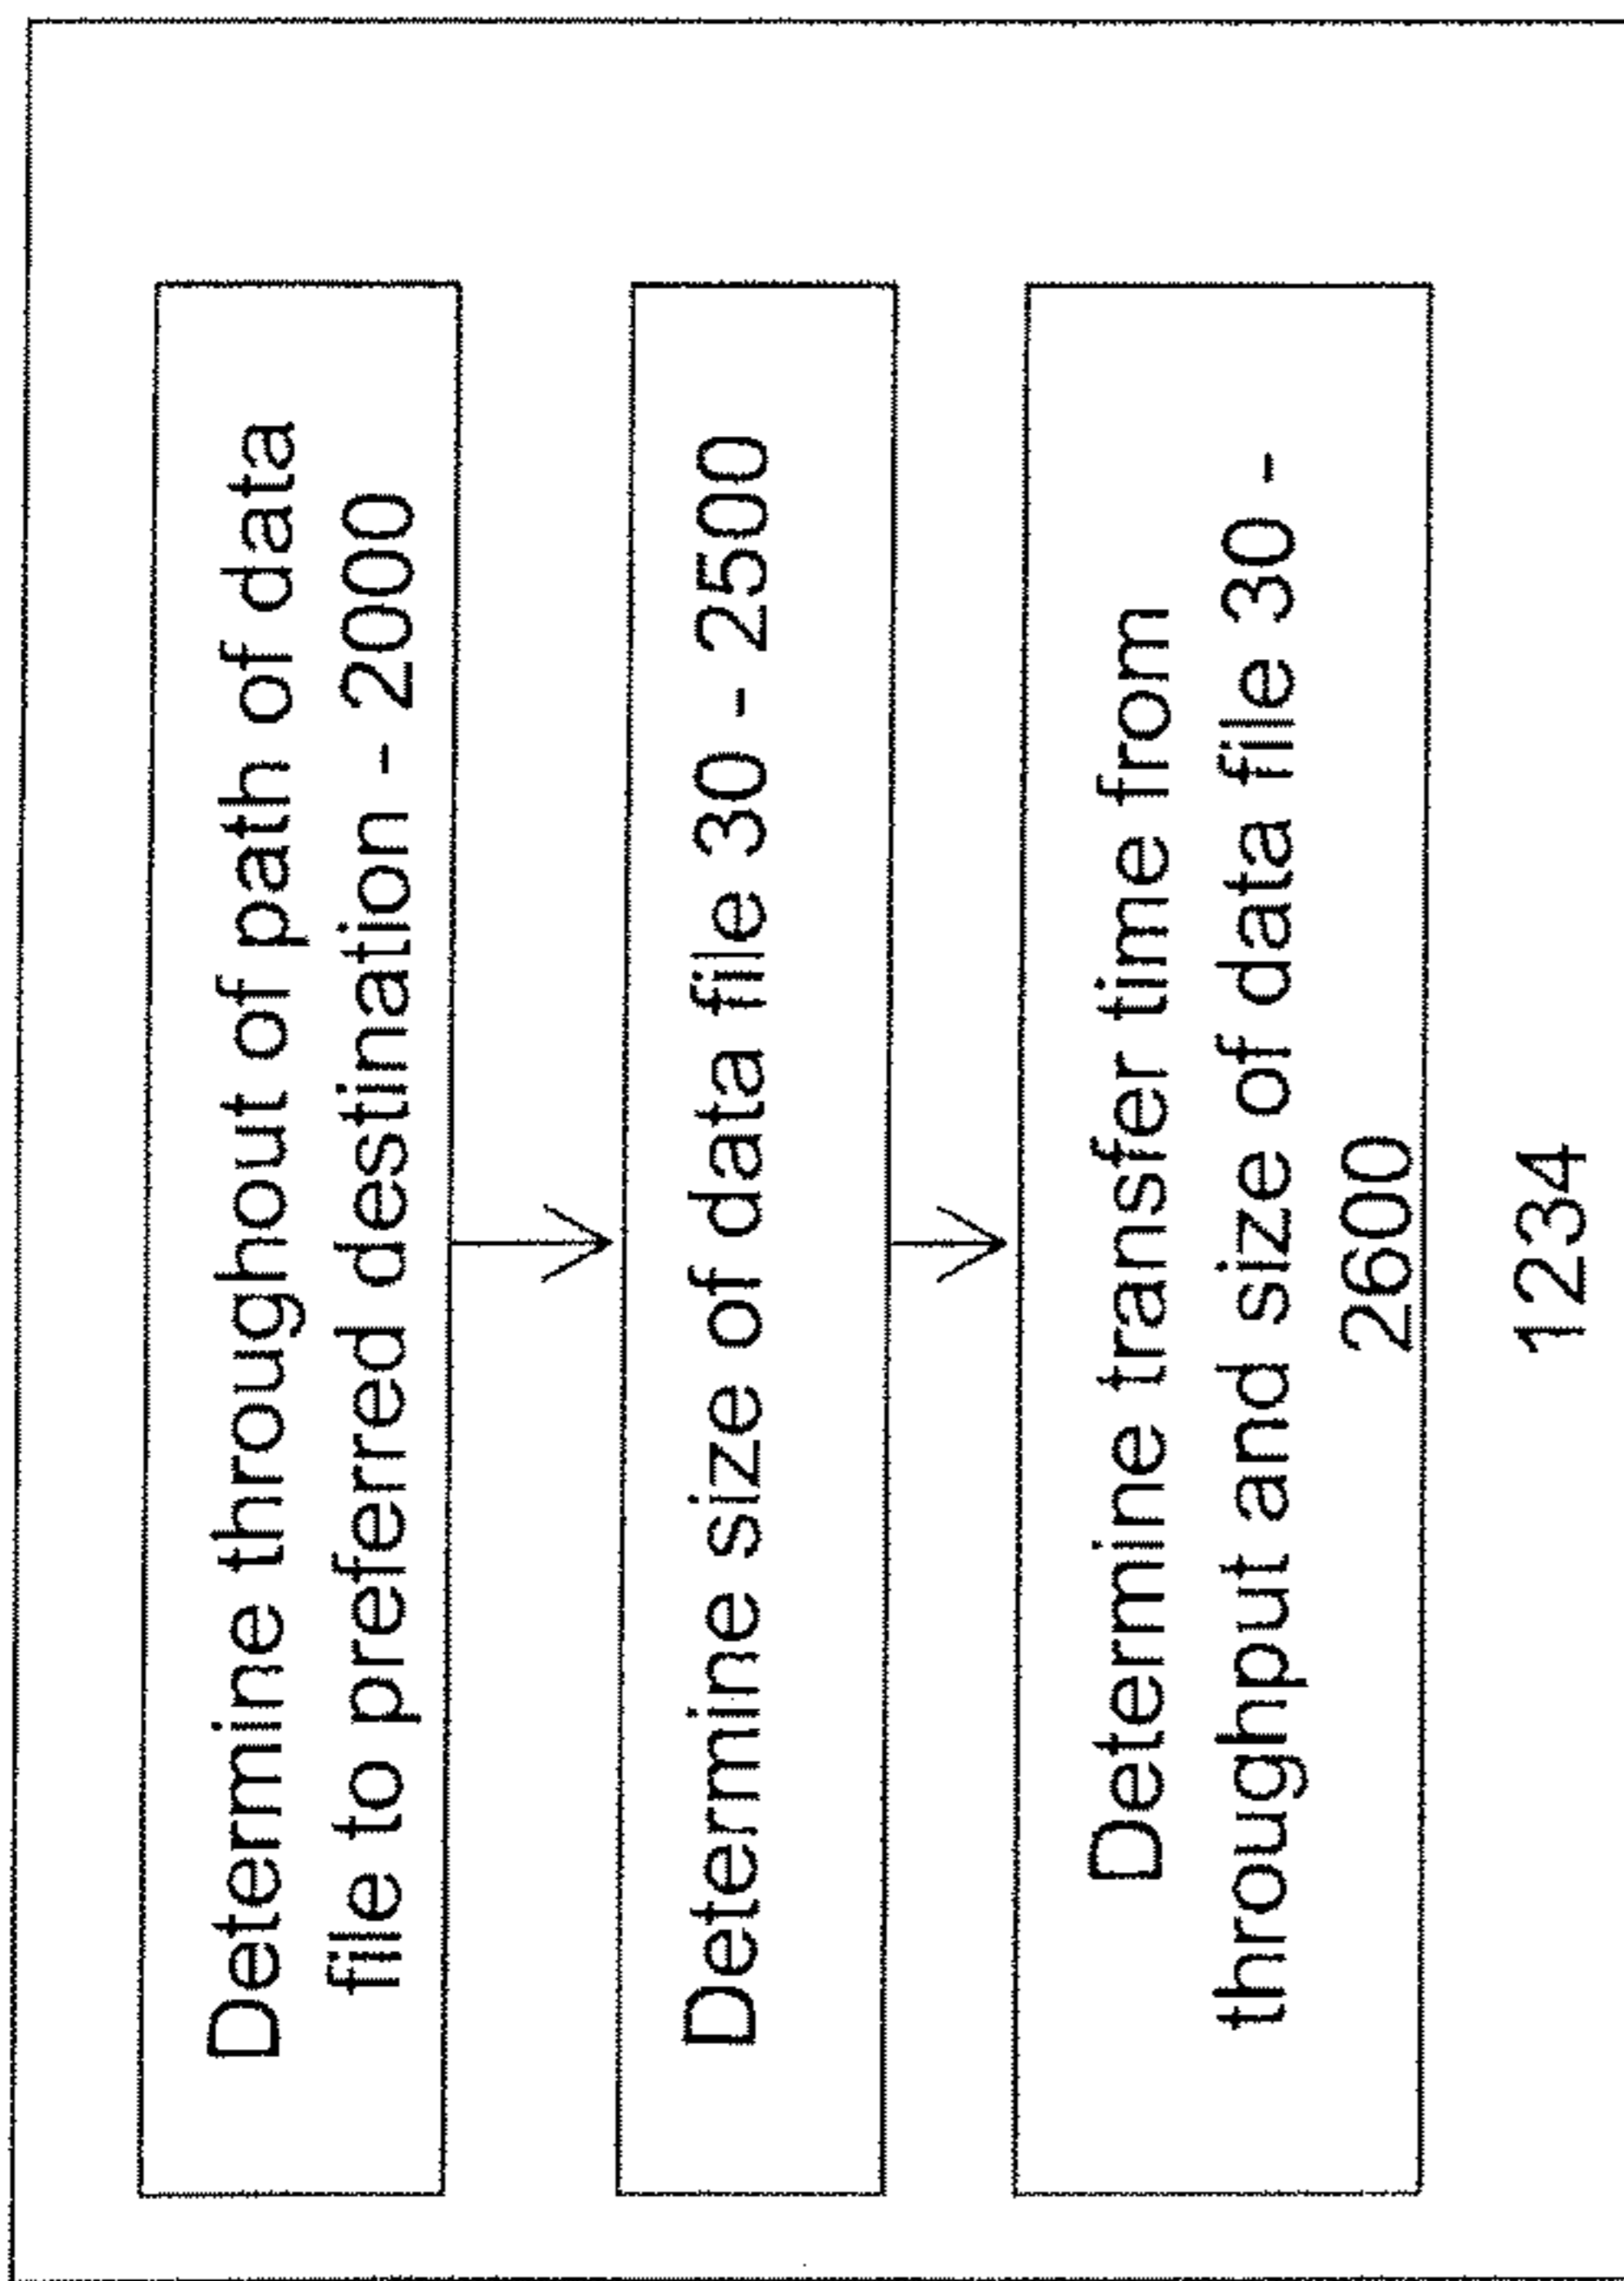 Determine throughout of path of data
file to preferred destination - 2000
Determine size of data file 30 - 2500
Determine transfer time from
throughput and size of data file 30 -
2600
1234